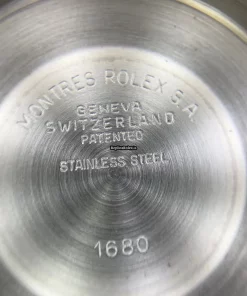 MONTRES ROLEX S.A.
GENEVA
SWITZERLAND
PATENTED
STAINLESS STEEL
1680